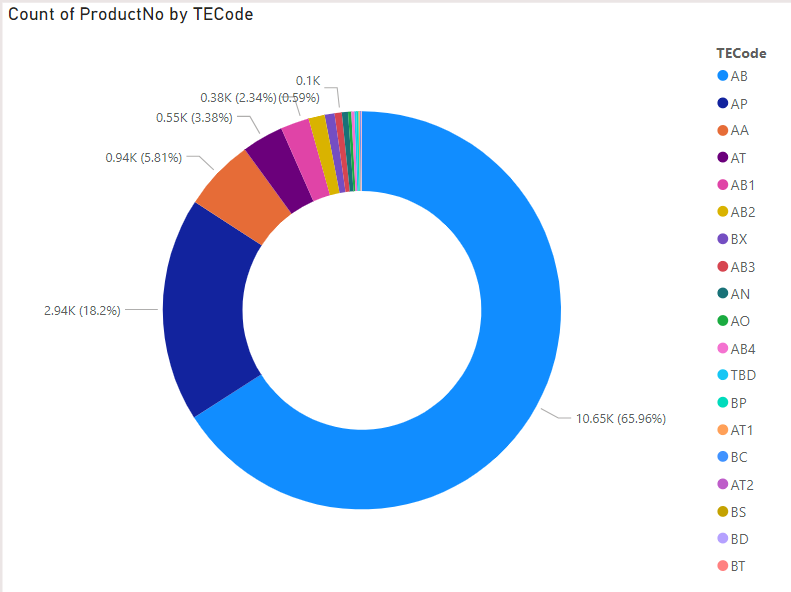 Count of ProductNo by TECode
TECode
AB
AP
AA
AT
AB1
AB2
BX
AB3
AN
AO
AB4
TBD
BP
AT1
BC
AT2
BS
BD
BT
0.1K
0.38K (2.34%)
(0.59%)
0.55K (3.38%)
0.94K (5.81%)
2.94K (18.2%)
10.65K (65.96%)